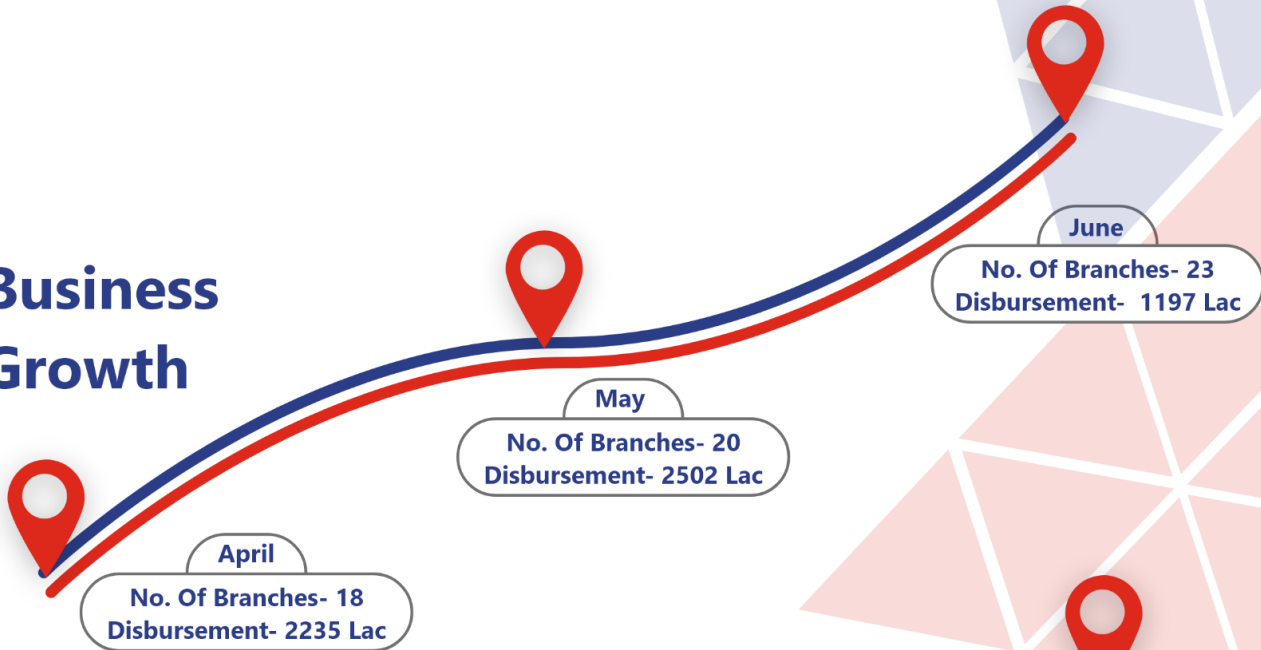 Business
Growth
June
No. Of Branches- 23
Disbursement-  1197 Lac
May
No. Of Branches- 20
Disbursement- 2502 Lac
April
No. Of Branches- 18
Disbursement- 2235 Lac